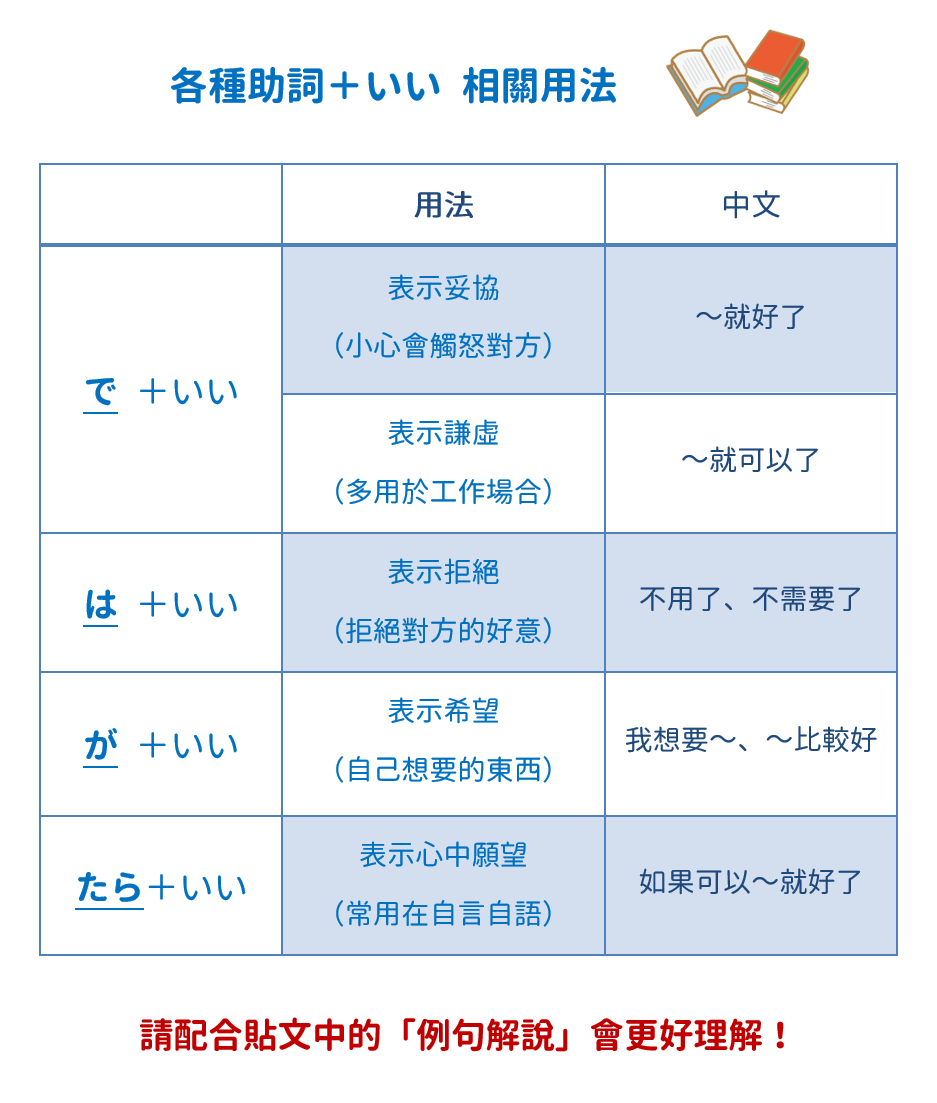 各種助詞＋いい 相關用法
用法
中文
で ＋いい
表示妥協
（小心會觸怒對方）
～就好了
表示謙虛
（多用於工作場合）
～就可以了
は ＋いい
表示拒絕
（拒絕對方的好意）
不用了、不需要了
が ＋いい
表示希望
（自己想要的東西）
我想要～、～比較好
たら＋いい
表示心中願望
（常用在自言自語）
如果可以～就好了
請配合貼文中的「例句解說」會更好理解！